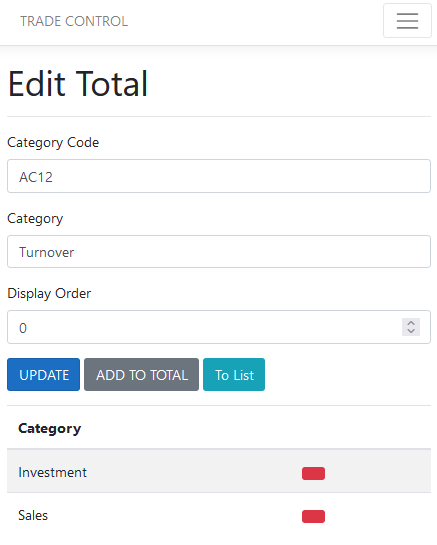 TRADE CONTROL
Edit Total
Category Code
AC12
Category
Turnover
Display Order
0
UPDATE ADD TO TOTAL To List
Category
Investment
Sales